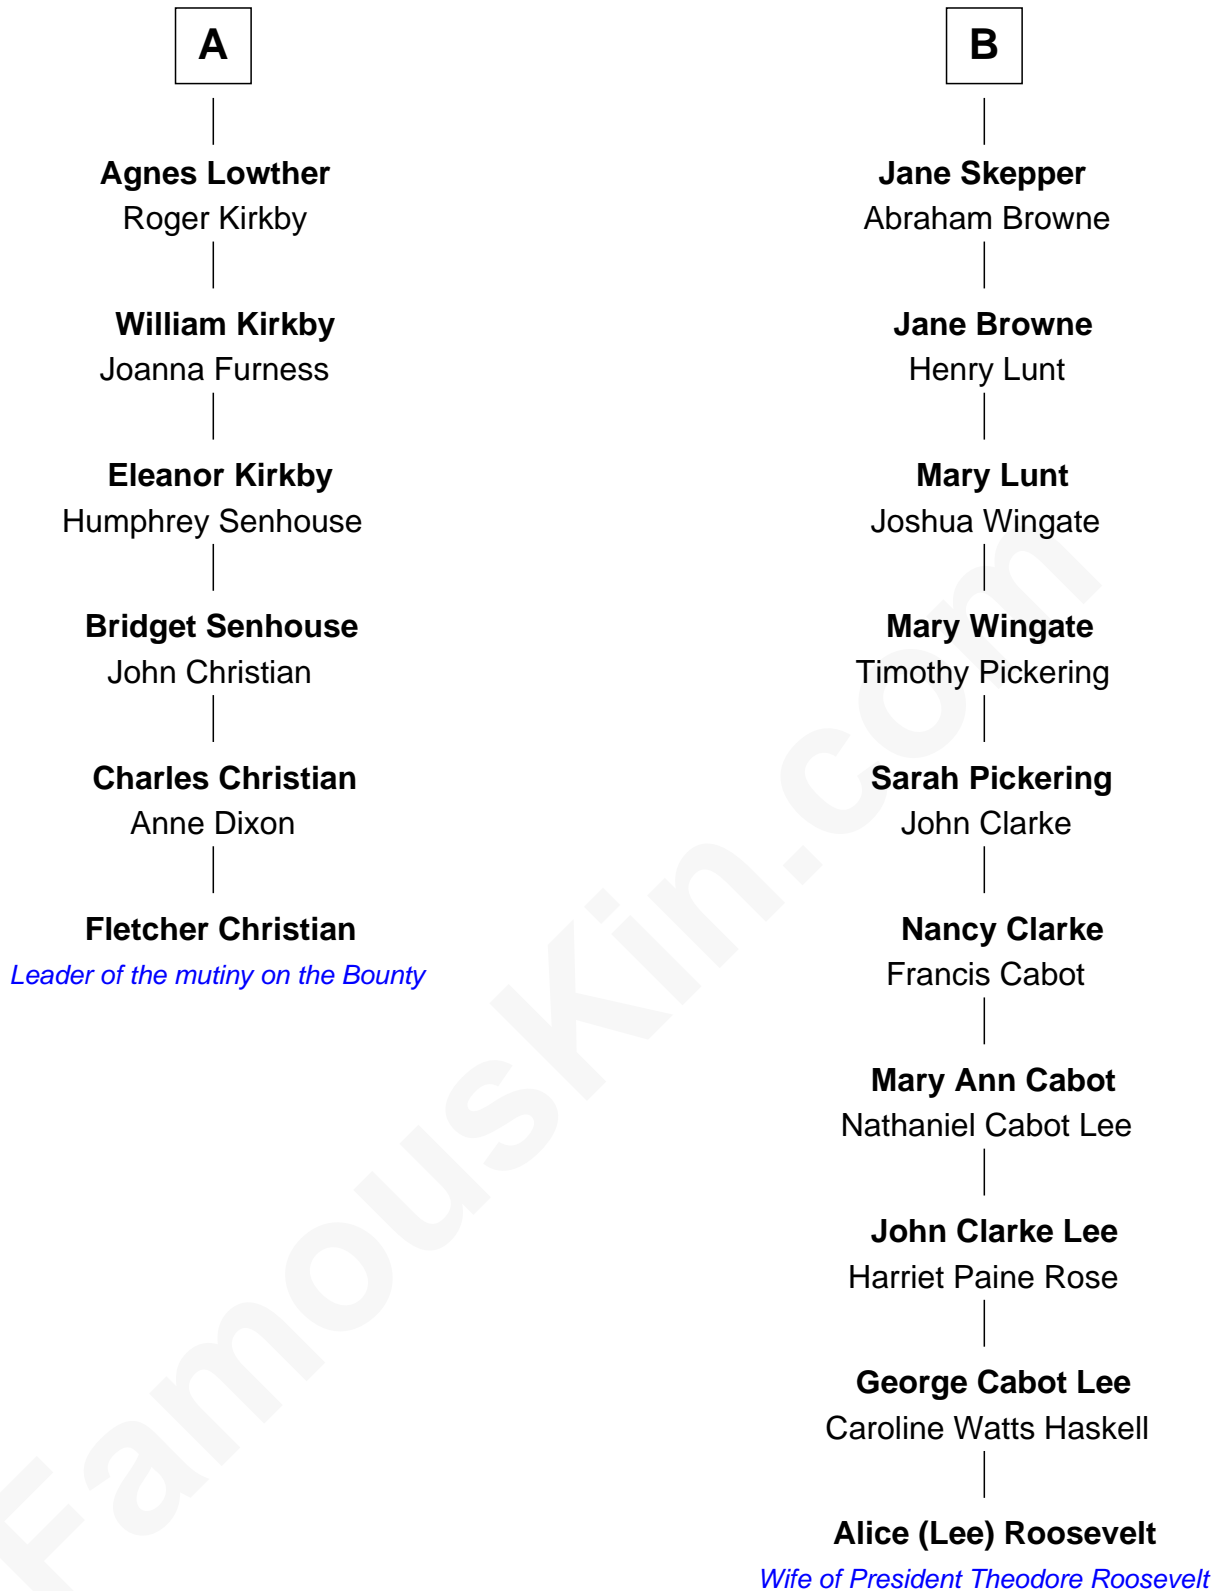 A
Agnes Lowther
Roger Kirkby
William Kirkby
Joanna Furness
Eleanor Kirkby
Humphrey Senhouse
Bridget Senhouse
John Christian
Charles Christian
Anne Dixon
Fletcher Christian
Leader of the mutiny on the Bounty
B
Jane Skepper
Abraham Browne
Jane Browne
Henry Lunt
Mary Lunt
Joshua Wingate
Mary Wingate
Timothy Pickering
Sarah Pickering
John Clarke
Nancy Clarke
Francis Cabot
Mary Ann Cabot
Nathaniel Cabot Lee
John Clarke Lee
Harriet Paine Rose
George Cabot Lee
Caroline Watts Haskell
Alice (Lee) Roosevelt
Wife of President Theodore Roosevelt
FamousKin.com